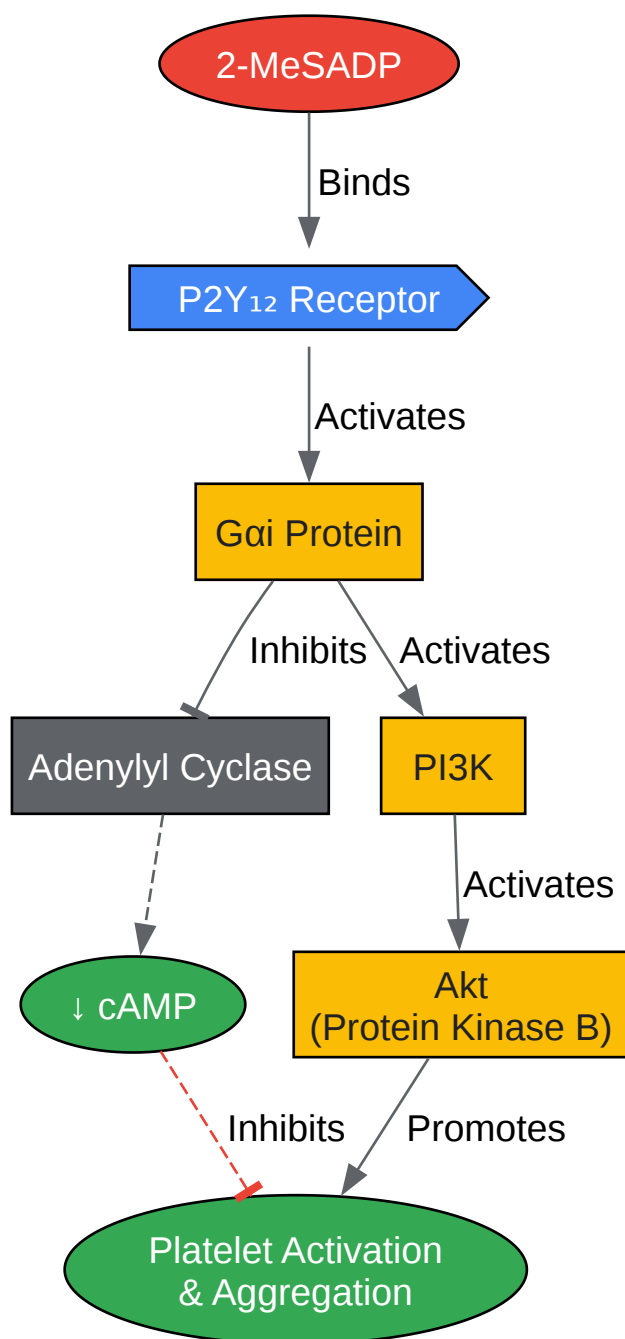 2-MeSADP
Binds
P2Y₁₂ Receptor
Activates
Gαi Protein
Inhibits
Activates
Adenylyl Cyclase
PI3K
Activates
Akt
(Protein Kinase B)
↓ cAMP
Inhibits
Promotes
Platelet Activation
& Aggregation